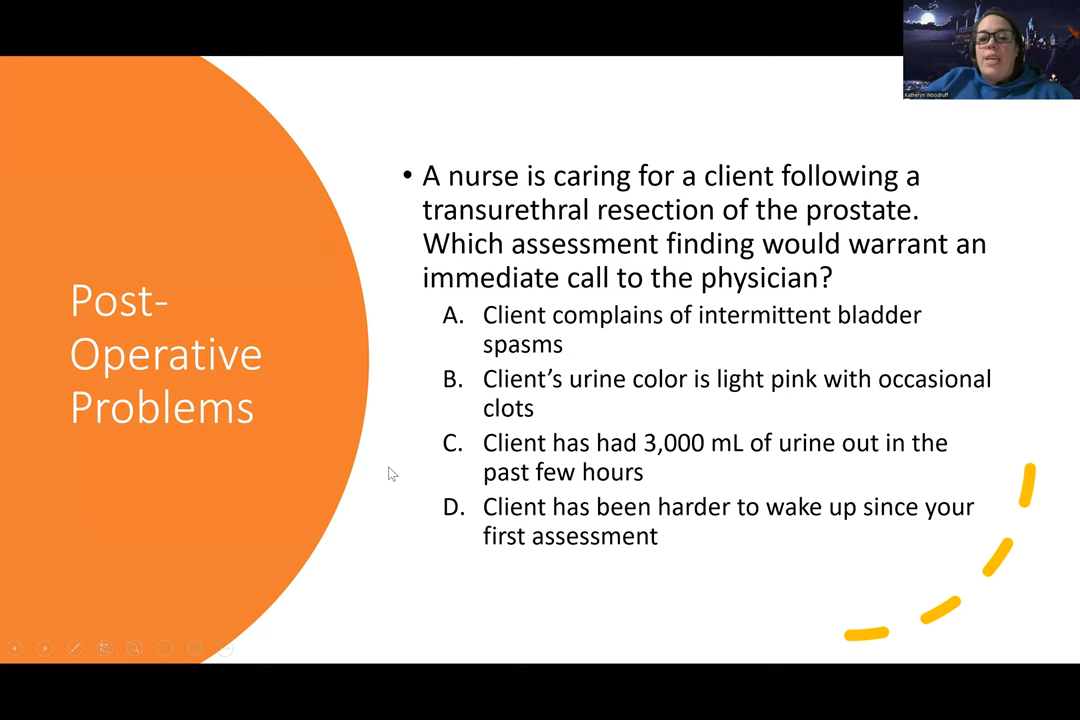 Katheryn Woodruff
Post-
Operative
Problems
• A nurse is caring for a client following a
transurethral resection of the prostate.
Which assessment finding would warrant an
immediate call to the physician?
A. Client complains of intermittent bladder
spasms
B. Client’s urine color is light pink with occasional
clots
C. Client has had 3,000 mL of urine out in the
past few hours
D. Client has been harder to wake up since your
first assessment